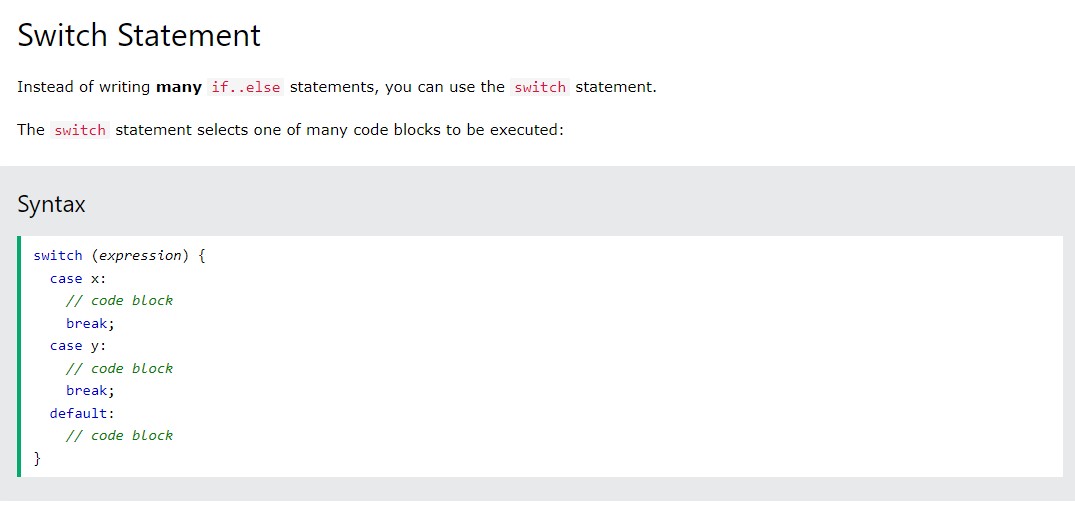 Switch Statement
Instead of writing many if..else statements, you can use the switch statement.
The switch statement selects one of many code blocks to be executed:
Syntax
switch (expression) {
  case x:
    // code block
    break;
  case y:
    // code block
    break;
  default:
    // code block
}